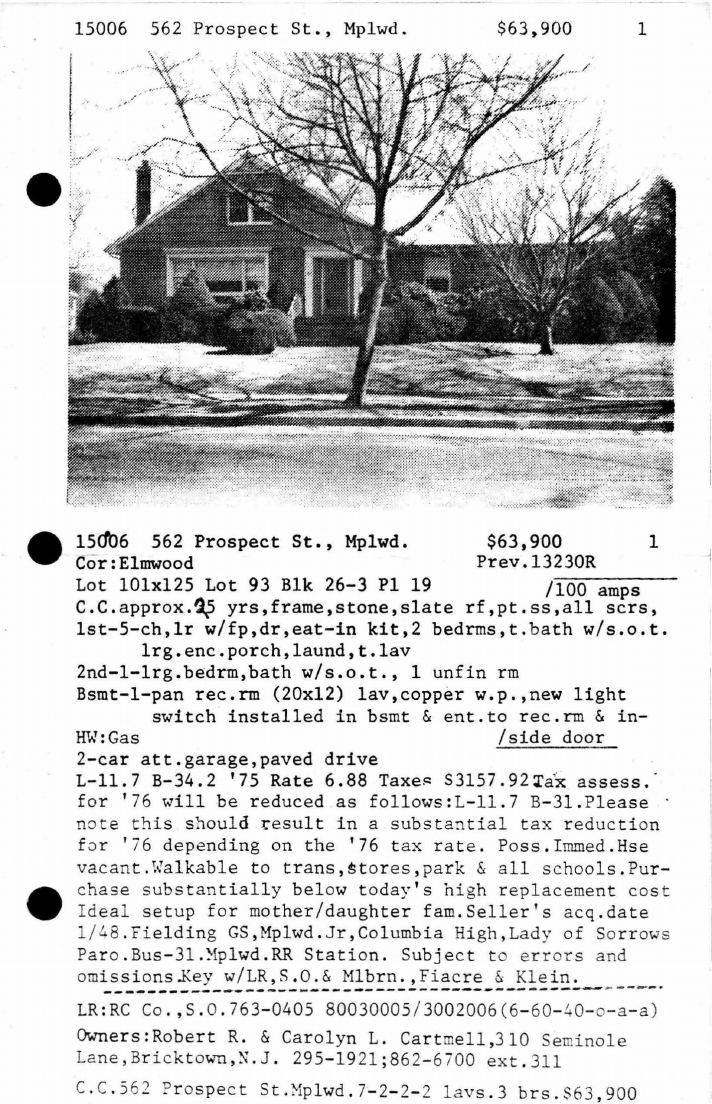 15006 562 Prospect St., Mplwd. $63,900 1
15006 562 Prospect St., Mplwd. $63,900 1
Cor:Elmwood Prev.13230R
Lot 101x125 Lot 93 Blk 26-3 Pl 19 /100 amps
C.C.approx.25 yrs,frame,stone,slate rf,pt.ss,all scrs,
1st-5-ch,lr w/fp,dr,eat-in kit,2 bedrms,t.bath w/s.o.t.
lrg.enc.porch,laund,t.lav
2nd-1-lrg.bedrm,bath w/s.o.t., 1 unfin rm
Bsmt-1-pan rec.rm (20x12) lav,copper w.p.,new light
switch installed in bsmt & ent.to rec.rm & in-
HW:Gas /side door
2-car att.garage,paved drive
L-11.7 B-34.2 '75 Rate 6.88 Taxes $3157.92Tax assess.
for '76 will be reduced as follows:L-11.7 B-31.Please
note this should result in a substantial tax reduction
for '76 depending on the '76 tax rate. Poss.Immed.Hse
vacant.Walkable to trans,stores,park & all schools.Pur-
chase substantially below today's high replacement cost
Ideal setup for mother/daughter fam.Seller's acq.date
1/48.Fielding GS,Mplwd.Jr,Columbia High,Lady of Sorrows
Paro.Bus-31.Mplwd.RR Station. Subject to errors and
omissions.Key w/LR,S.O.& Mlbrn.,Fiacre & Klein.
LR:RC Co.,S.O.763-0405 80030005/3002006(6-60-40-o-a-a)
Owners:Robert R. & Carolyn L. Cartmell,310 Seminole
Lane,Bricktown,N.J. 295-1921;862-6700 ext.311
C.C.562 Prospect St.Mplwd.7-2-2-2 lavs.3 brs.$63,900